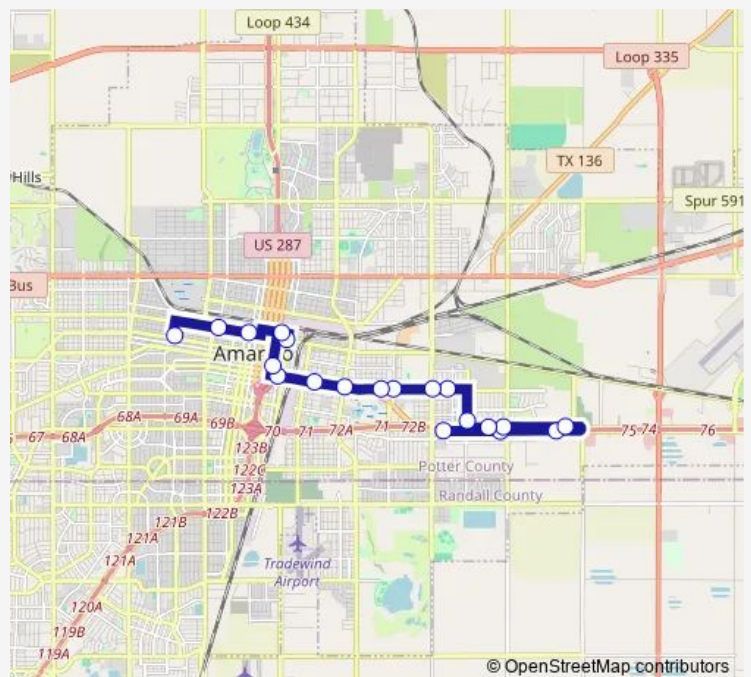 Loop 434
Loop 335
TX 136
Hills
Spur 591
US 287
Bus
68A
69A
69B
67
68A
70
71
72A
71
72B
75-74
76
123B
122C
Potter County
123A
Randall County
122B
121B
121A
121A
Tradewind
Airport
120A
119B
119A
© OpenStreetMap contributors